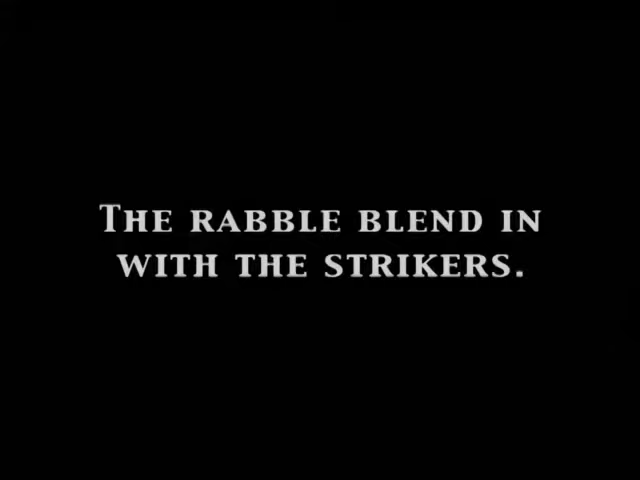 The rabble blend in
with the strikers.